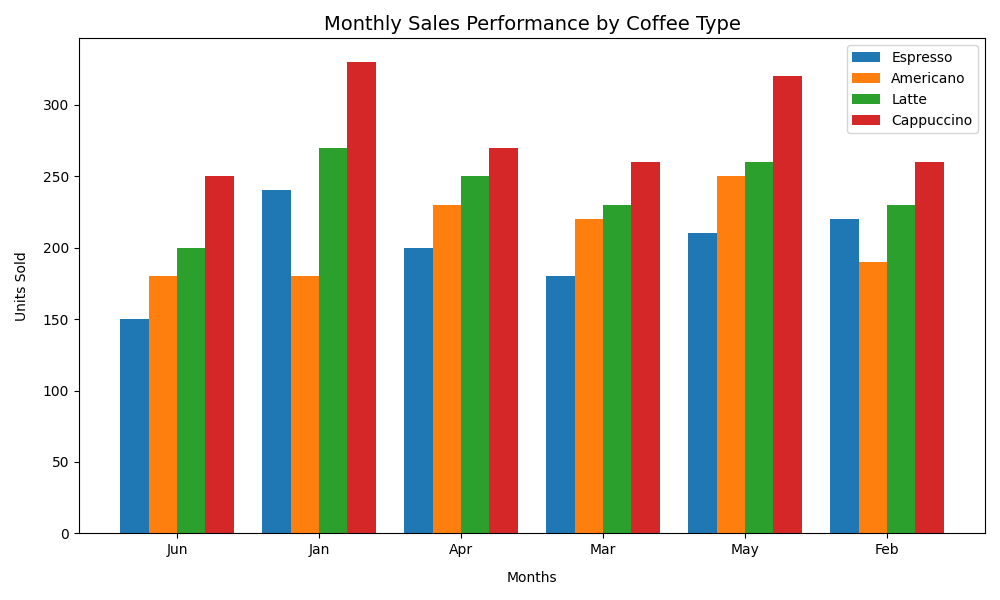 Monthly Sales Performance by Coffee Type
Espresso
Americano
Latte
Cappuccino
Units Sold
300
250
200
150
100
50
0
Jun Jan Apr Mar May Feb
Months